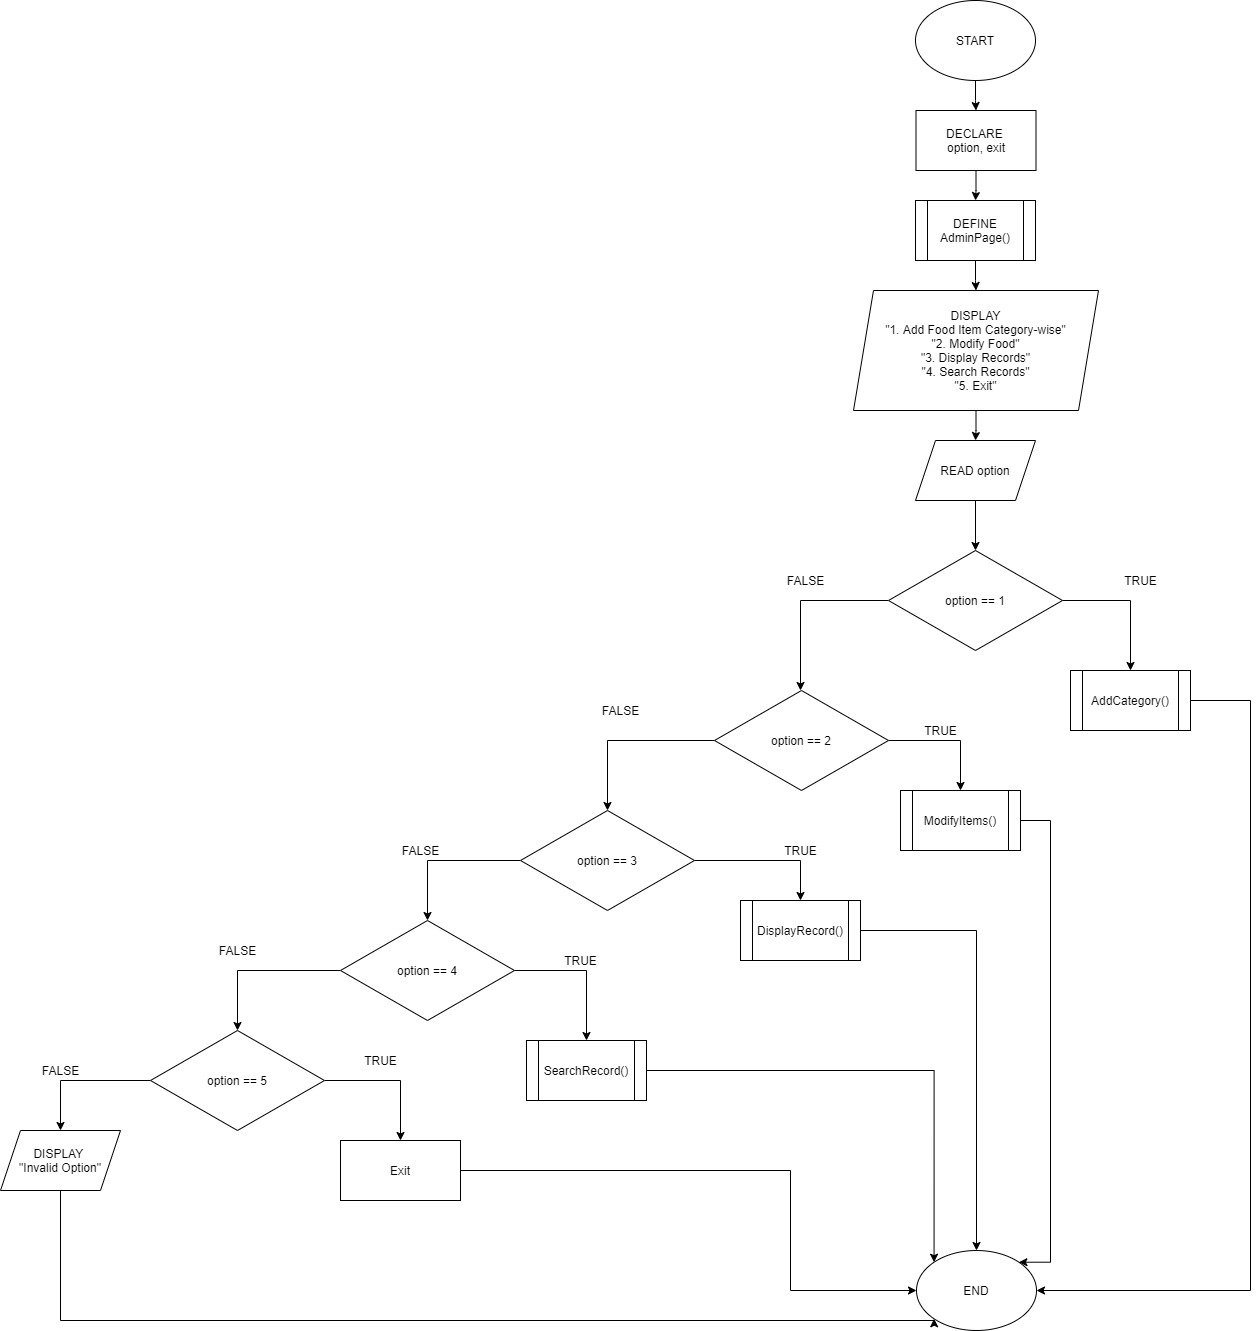 START
DECLARE
option, exit
DEFINE
AdminPage()
DISPLAY
"1. Add Food Item Category-wise"
"2. Modify Food"
"3. Display Records"
"4. Search Records"
"5. Exit"
READ option
FALSE
TRUE
option == 1
AddCategory()
FALSE
TRUE
option == 2
ModifyItems()
FALSE
TRUE
option == 3
DisplayRecord()
FALSE
TRUE
option == 4
SearchRecord()
FALSE
TRUE
option == 5
DISPLAY
"Invalid Option"
Exit
END